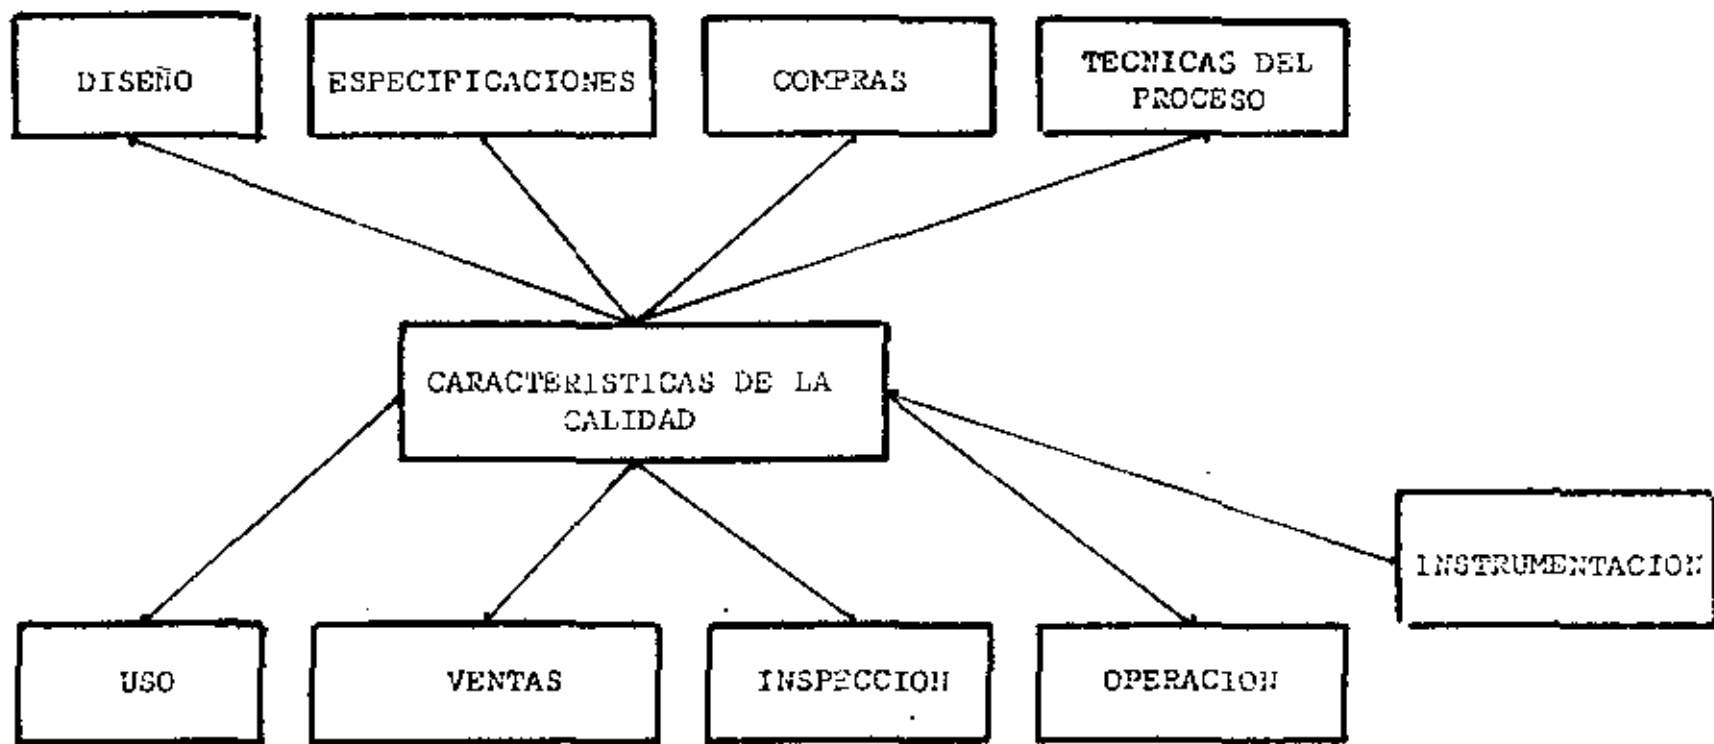 DISEÑO
ESPECIFICACIONES
COMPRAS
TECNICAS DEL
PROCESO
CARACTERISTICAS DE LA
CALIDAD
INSTRUMENTACION
USO
VENTAS
INSPECCION
OPERACION